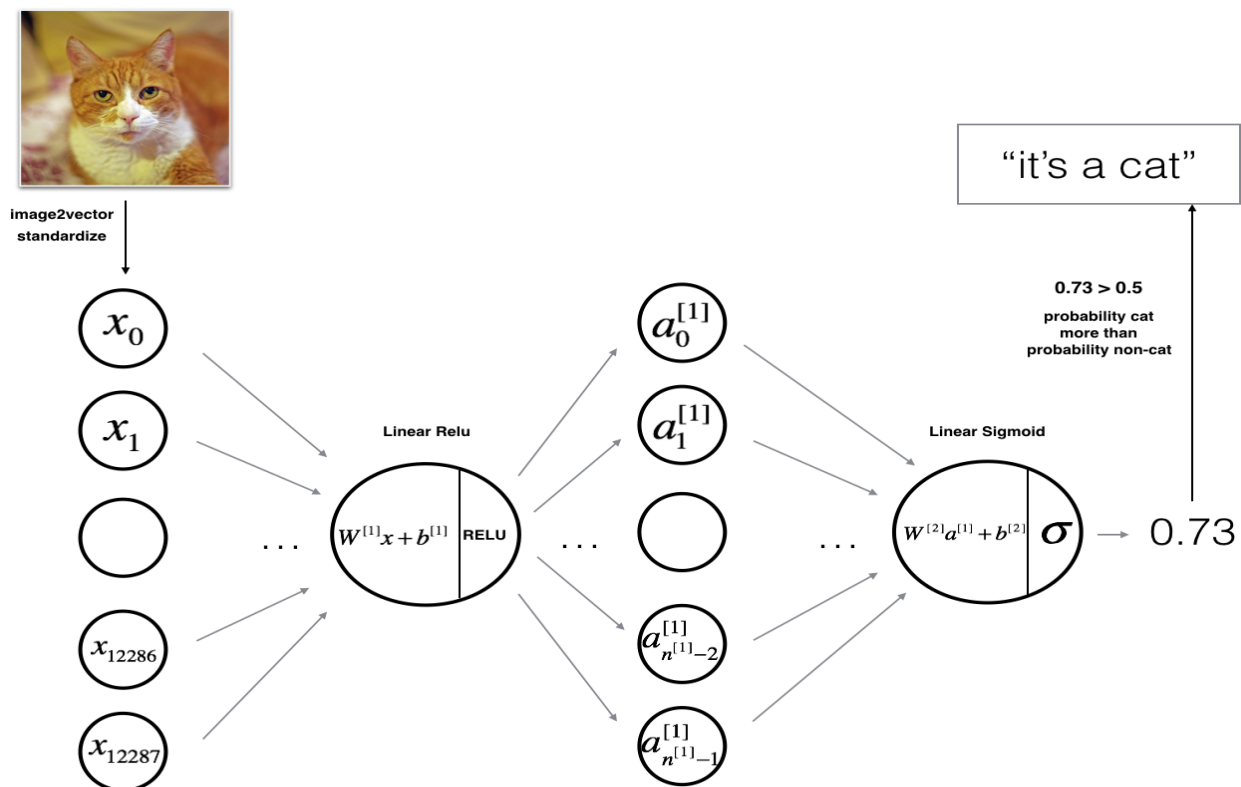 image2vector
standardize
x₀
x₁
x₁₂₂₈₆
x₁₂₂₈₇
. . .
Linear Relu
W^[1]x+b^[1]
RELU
. . .
a₀^[1]
a₁^[1]
a^[1]_{n^[1]−2}
a^[1]_{n^[1]−1}
. . .
Linear Sigmoid
W^[2]a^[1]+b^[2]
σ
0.73
0.73 > 0.5
probability cat
more than
probability non-cat
“it’s a cat”